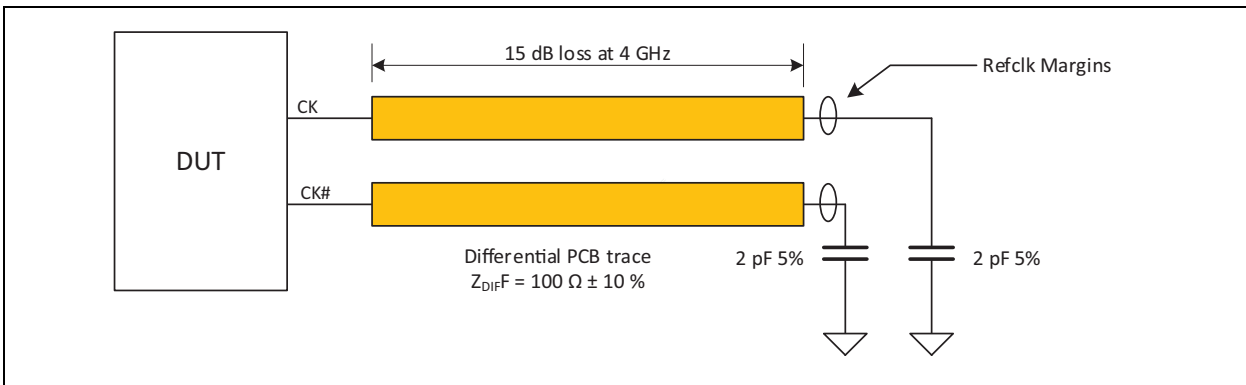 15 dB loss at 4 GHz
Refclk Margins
CK
DUT
CK#
Differential PCB trace
Z_DIFF = 100 Ω ± 10 %
2 pF 5%
2 pF 5%